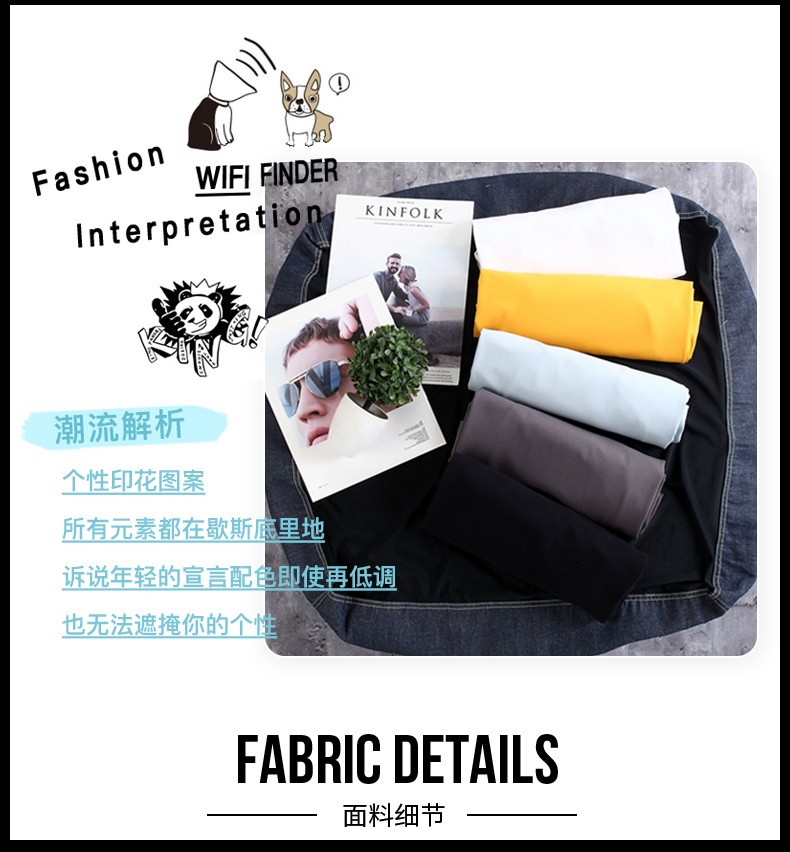 !
Fashion
WIFI FINDER
Interpretation
KINFOLK
KING!
潮流解析
个性印花图案
所有元素都在歇斯底里地
诉说年轻的宣言配色即使再低调
也无法遮掩你的个性
FABRIC DETAILS
面料细节